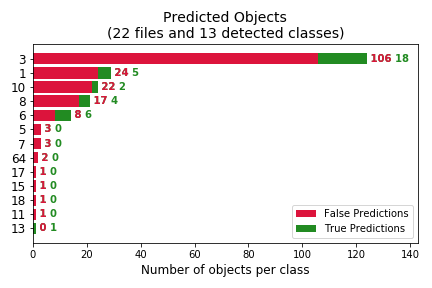 Predicted Objects
(22 files and 13 detected classes)
3 106 18
1 24 5
10 22 2
8 17 4
6 8 6
5 3 0
7 3 0
64 2 0
17 1 0
15 1 0
18 1 0
11 1 0
13 0 1
False Predictions
True Predictions
0 20 40 60 80 100 120 140
Number of objects per class